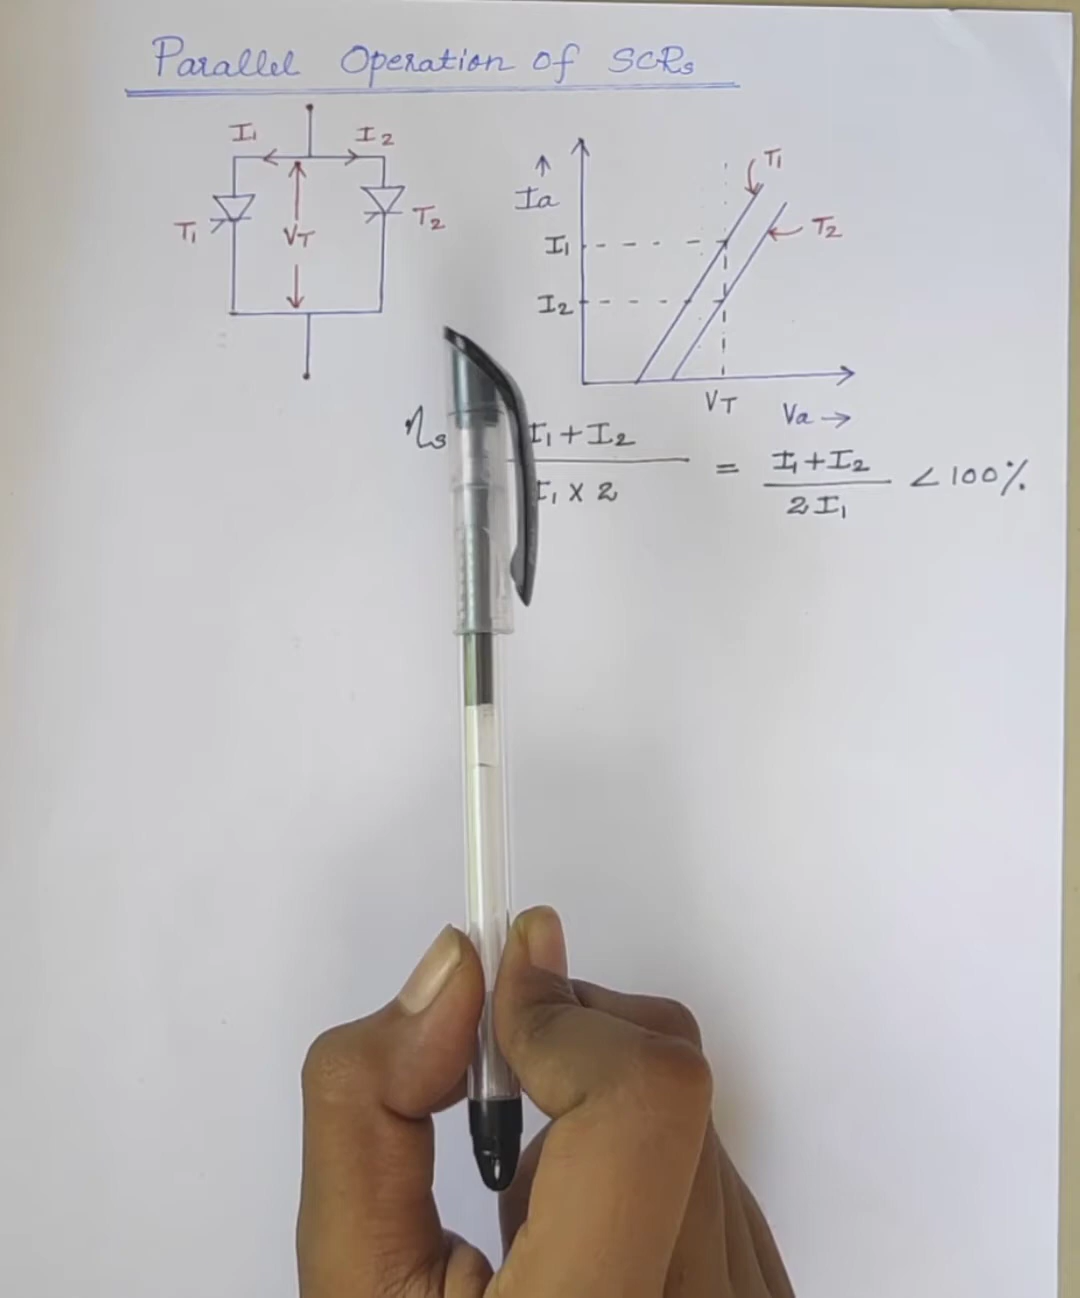 Parallel Operation of SCRs
I1 I2
T1 VT T2
Ia
I1
I2
T1
T2
VT Va →
ηs I1+I2 / I1 × 2 = I1+I2 / 2I1 < 100%